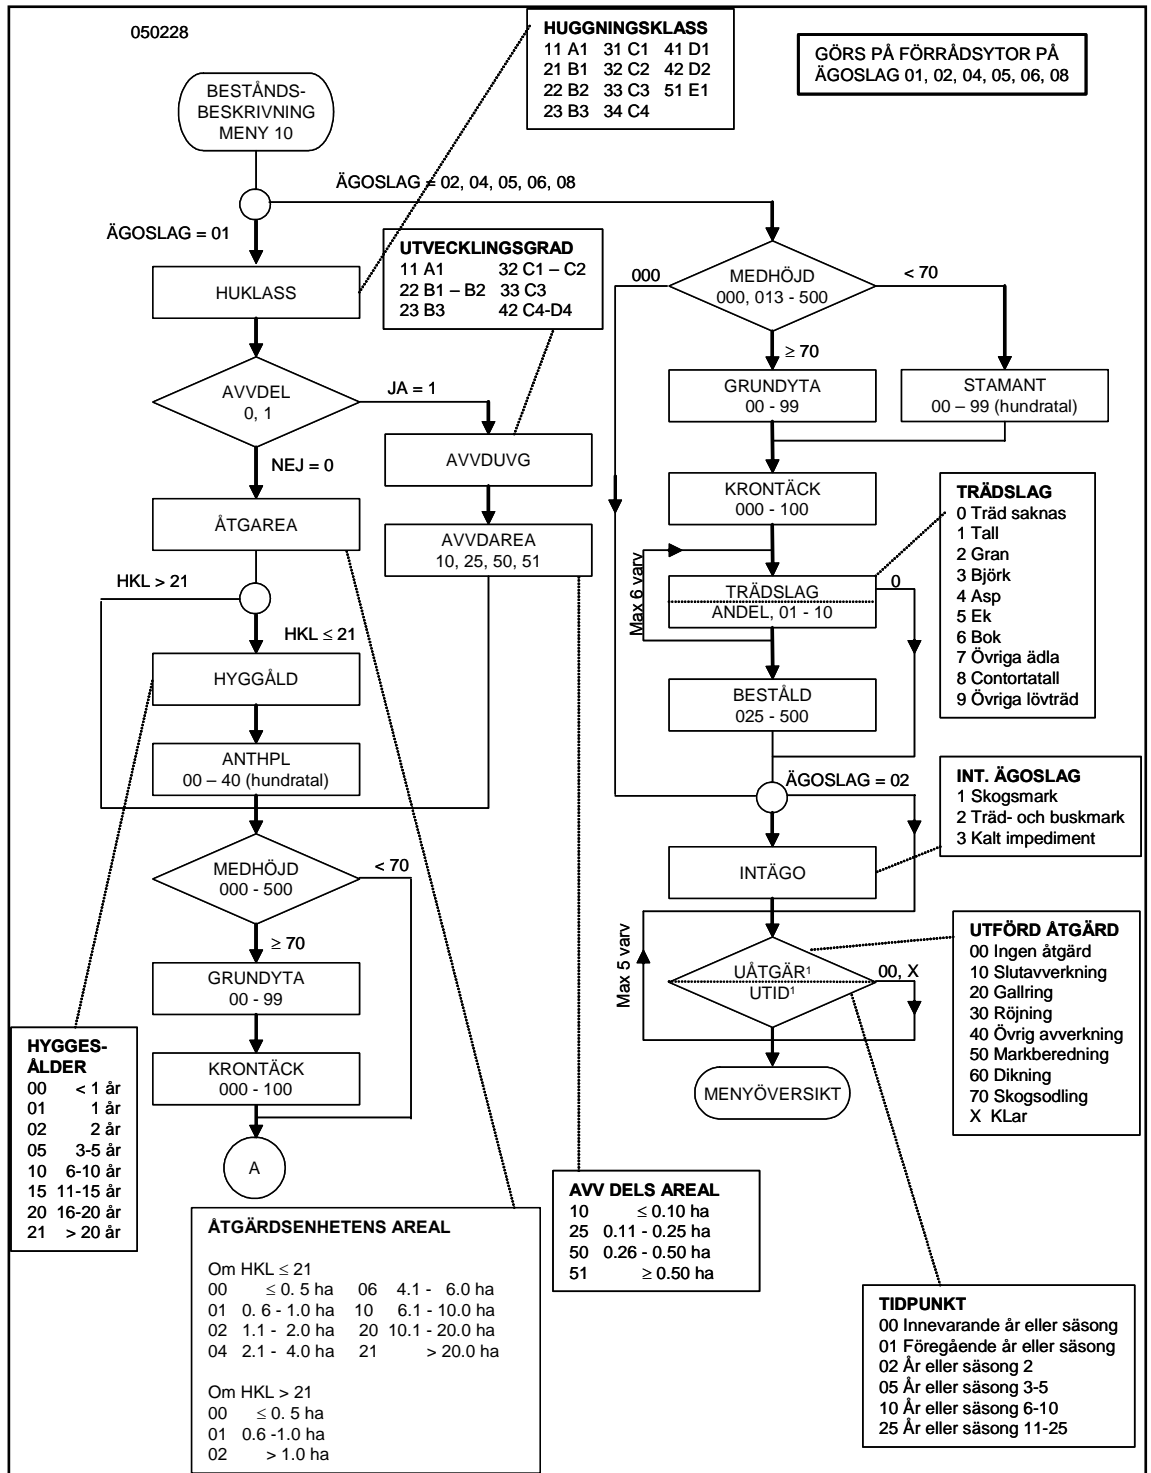 050228
HUGGNINGSKLASS
11 A1 31 C1 41 D1
21 B1 32 C2 42 D2
22 B2 33 C3 51 E1
23 B3 34 C4
GÖRS PÅ FÖRRÅDSYTOR PÅ
ÄGOSLAG 01, 02, 04, 05, 06, 08
BESTÅNDS-
BESKRIVNING
MENY 10
ÄGOSLAG = 02, 04, 05, 06, 08
ÄGOSLAG = 01
HUKLASS
UTVECKLINGSGRAD
11 A1 32 C1 – C2
22 B1 – B2 33 C3
23 B3 42 C4-D4
AVVDEL
0, 1
JA = 1
NEJ = 0
AVVDUVG
ÅTGAREA
AVVDAREA
10, 25, 50, 51
HKL > 21
HKL ≤ 21
HYGGÅLD
ANTHPL
00 – 40 (hundratal)
MEDHÖJD
000 - 500
< 70
≥ 70
GRUNDYTA
00 - 99
KRONTÄCK
000 - 100
A
HYGGES-
ÅLDER
00 < 1 år
01 1 år
02 2 år
05 3-5 år
10 6-10 år
15 11-15 år
20 16-20 år
21 > 20 år
ÅTGÄRDSENHETENS AREAL
Om HKL ≤ 21
00 ≤ 0. 5 ha 06 4.1 - 6.0 ha
01 0. 6 - 1.0 ha 10 6.1 - 10.0 ha
02 1.1 - 2.0 ha 20 10.1 - 20.0 ha
04 2.1 - 4.0 ha 21 > 20.0 ha
Om HKL > 21
00 ≤ 0. 5 ha
01 0.6 -1.0 ha
02 > 1.0 ha
000
MEDHÖJD
000, 013 - 500
< 70
≥ 70
GRUNDYTA
00 - 99
STAMANT
00 – 99 (hundratal)
KRONTÄCK
000 - 100
Max 6 varv
TRÄDSLAG
ANDEL, 01 - 10
0
BESTÅLD
025 - 500
TRÄDSLAG
0 Träd saknas
1 Tall
2 Gran
3 Björk
4 Asp
5 Ek
6 Bok
7 Övriga ädla
8 Contortatall
9 Övriga lövträd
ÄGOSLAG = 02
INT. ÄGOSLAG
1 Skogsmark
2 Träd- och buskmark
3 Kalt impediment
INTÄGO
Max 5 varv
UÅTGÄR¹
UTID¹
00, X
MENYÖVERSIKT
UTFÖRD ÅTGÄRD
00 Ingen åtgärd
10 Slutavverkning
20 Gallring
30 Röjning
40 Övrig avverkning
50 Markberedning
60 Dikning
70 Skogsodling
X KLar
AVV DELS AREAL
10 ≤ 0.10 ha
25 0.11 - 0.25 ha
50 0.26 - 0.50 ha
51 ≥ 0.50 ha
TIDPUNKT
00 Innevarande år eller säsong
01 Föregående år eller säsong
02 År eller säsong 2
05 År eller säsong 3-5
10 År eller säsong 6-10
25 År eller säsong 11-25